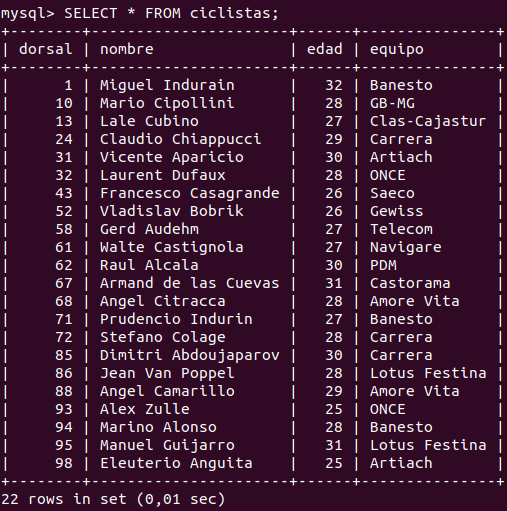 mysql> SELECT * FROM ciclistas;
+--------+----------------------+------+---------------+
| dorsal | nombre               | edad | equipo        |
+--------+----------------------+------+---------------+
|      1 | Miguel Indurain      |   32 | Banesto       |
|     10 | Mario Cipollini      |   28 | GB-MG         |
|     13 | Lale Cubino          |   27 | Clas-Cajastur |
|     24 | Claudio Chiappucci   |   29 | Carrera       |
|     31 | Vicente Aparicio     |   30 | Artiach       |
|     32 | Laurent Dufaux       |   28 | ONCE          |
|     43 | Francesco Casagrande |   26 | Saeco         |
|     52 | Vladislav Bobrik     |   26 | Gewiss        |
|     58 | Gerd Audehm          |   27 | Telecom       |
|     61 | Walte Castignola     |   27 | Navigare      |
|     62 | Raul Alcala          |   30 | PDM           |
|     67 | Armand de las Cuevas |   31 | Castorama     |
|     68 | Angel Citracca       |   28 | Amore Vita    |
|     71 | Prudencio Indurin    |   27 | Banesto       |
|     72 | Stefano Colage       |   28 | Carrera       |
|     85 | Dimitri Abdoujaparov |   30 | Carrera       |
|     86 | Jean Van Poppel      |   28 | Lotus Festina |
|     88 | Angel Camarillo      |   29 | Amore Vita    |
|     93 | Alex Zulle           |   25 | ONCE          |
|     94 | Marino Alonso        |   28 | Banesto       |
|     95 | Manuel Guijarro      |   31 | Lotus Festina |
|     98 | Eleuterio Anguita    |   25 | Artiach       |
+--------+----------------------+------+---------------+
22 rows in set (0,01 sec)